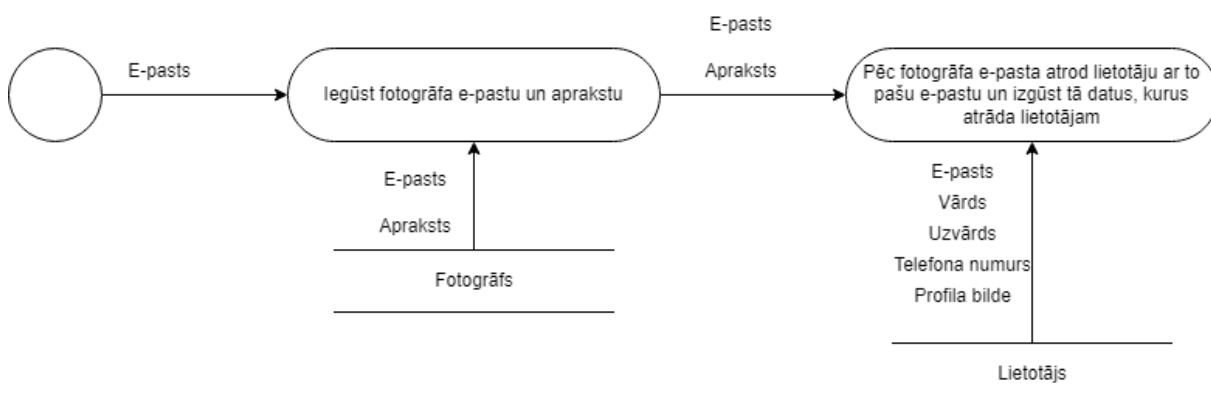 E-pasts
E-pasts
Apraksts
Iegūst fotogrāfa e-pastu un aprakstu
Pēc fotogrāfa e-pasta atrod lietotāju ar to
pašu e-pastu un izgūst tā datus, kurus
atrāda lietotājam
E-pasts
Apraksts
Fotogrāfs
E-pasts
Vārds
Uzvārds
Telefona numurs
Profila bilde
Lietotājs